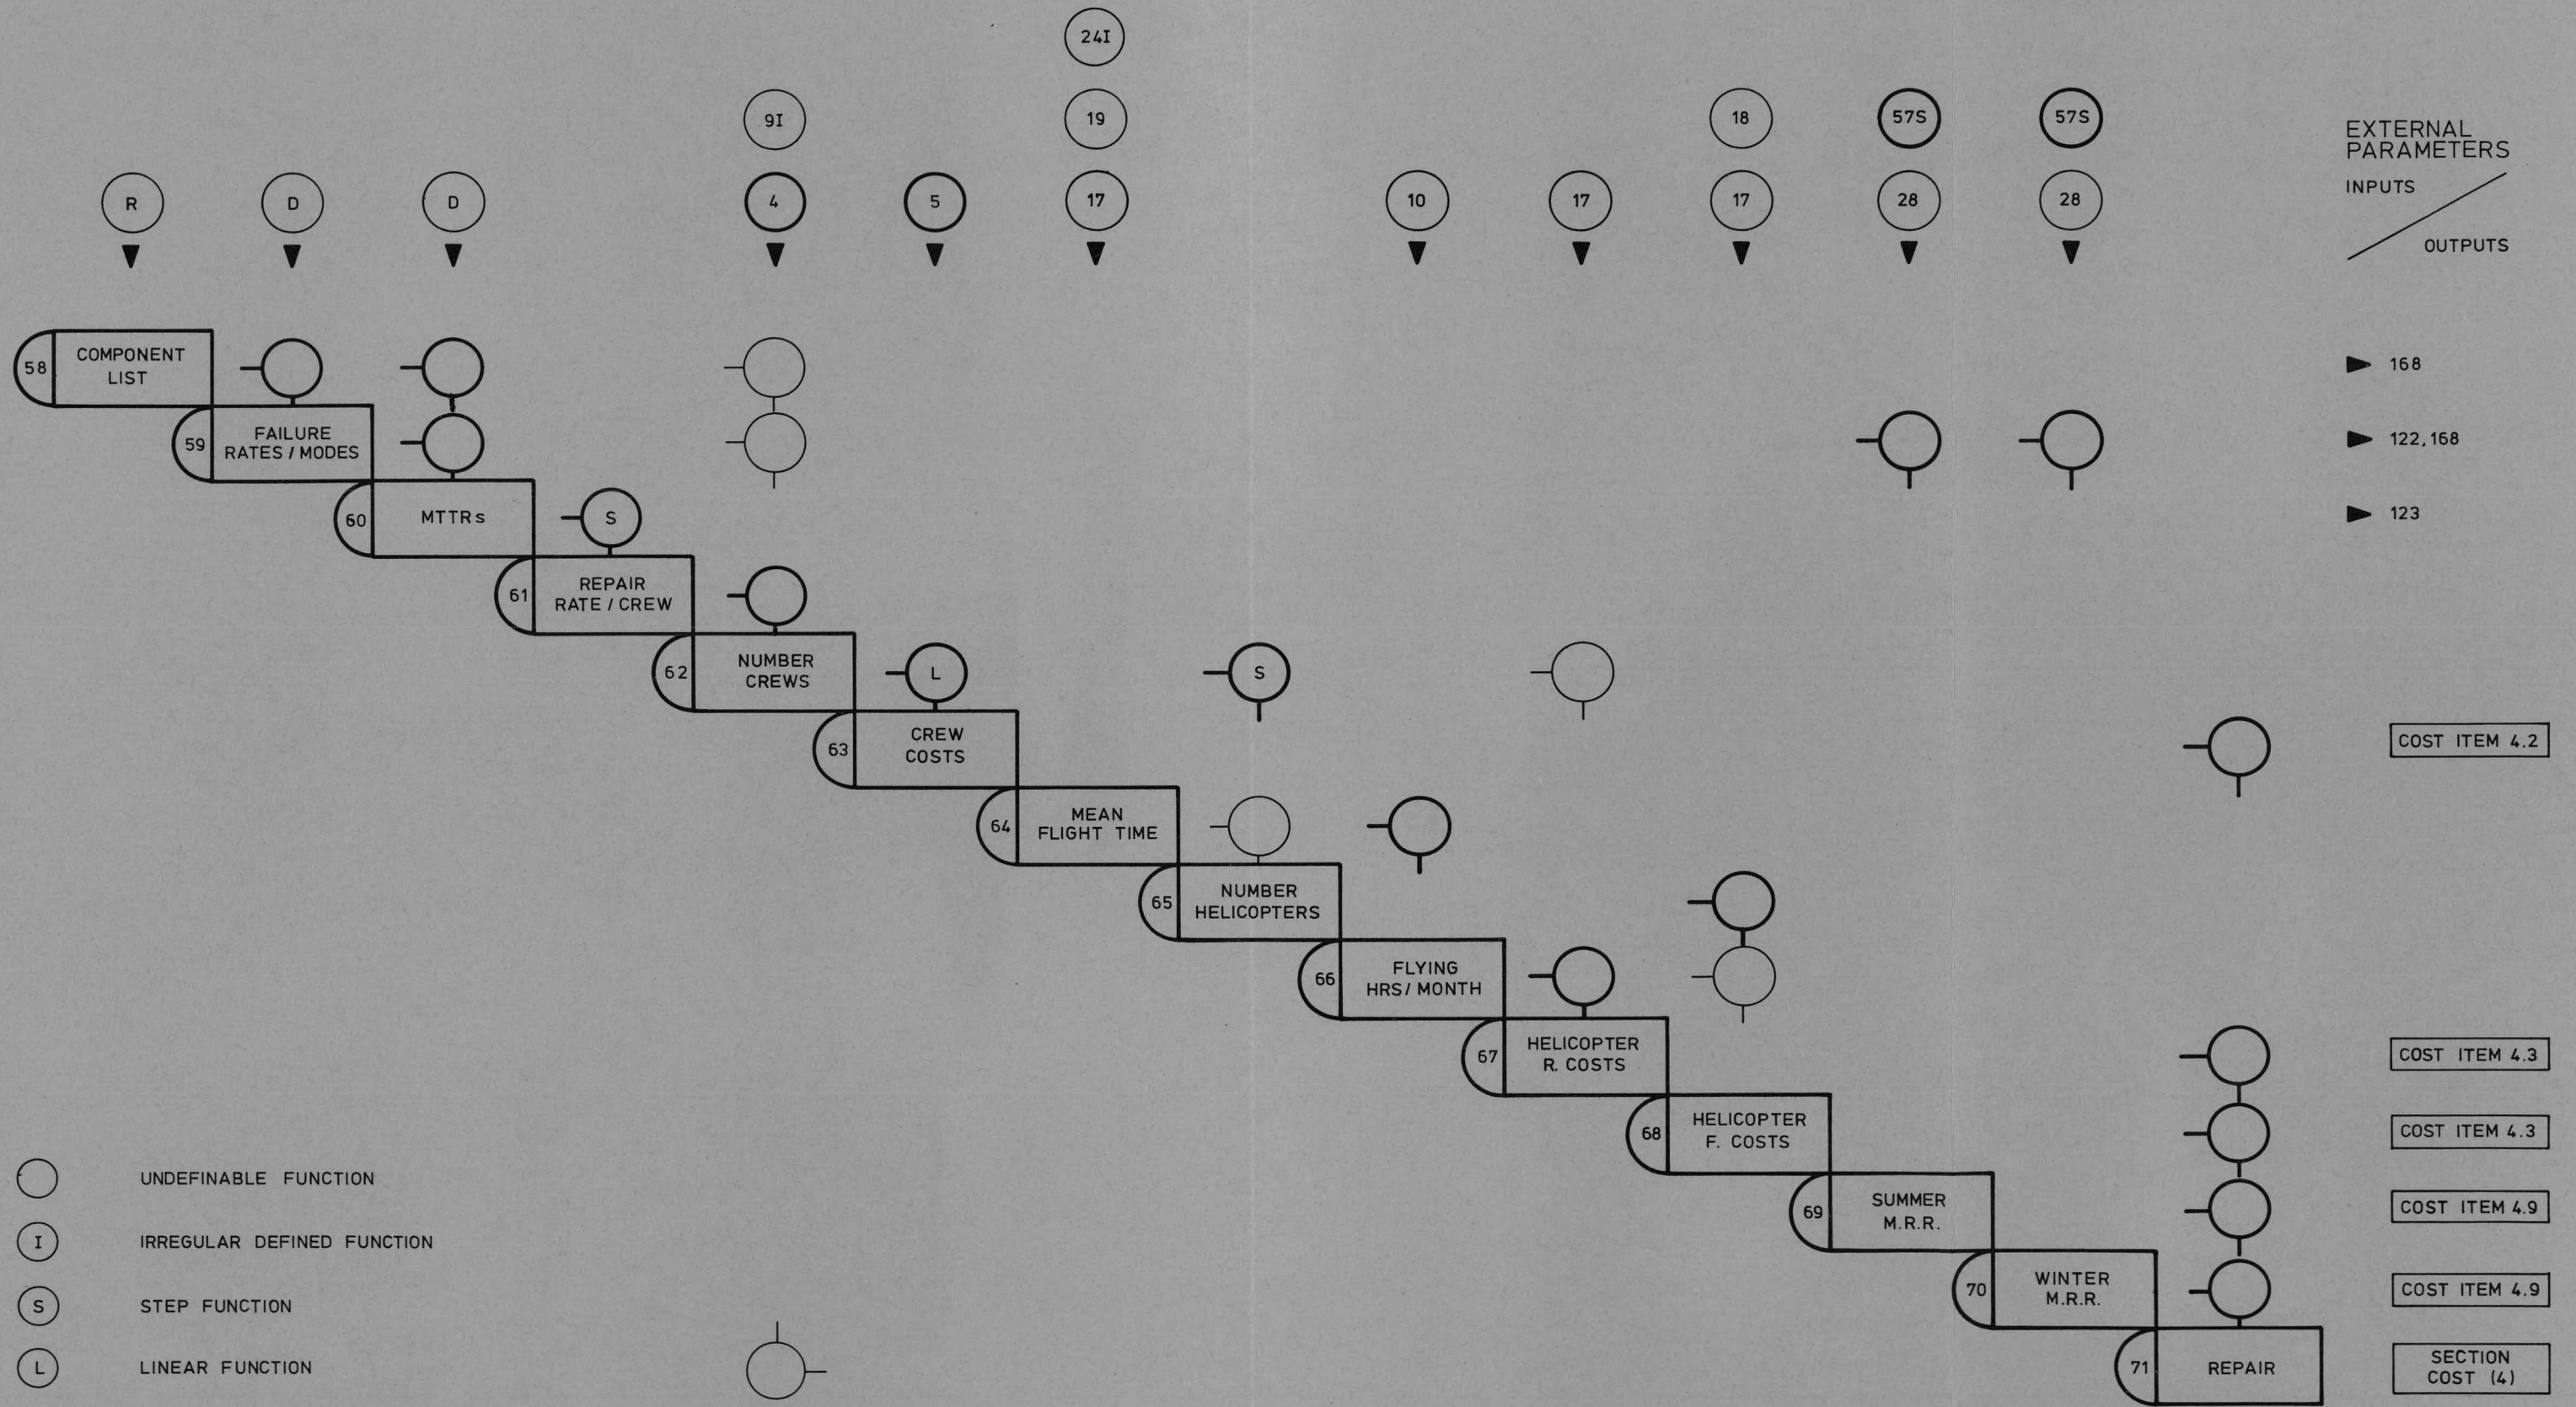 24I
9I
19
18
57S
57S
EXTERNAL
PARAMETERS
INPUTS
OUTPUTS
R
D
D
4
5
17
10
17
17
28
28
58
COMPONENT
LIST
168
59
FAILURE
RATES / MODES
122,168
60
MTTRs
S
123
61
REPAIR
RATE / CREW
62
NUMBER
CREWS
L
S
63
CREW
COSTS
COST ITEM 4.2
64
MEAN
FLIGHT TIME
65
NUMBER
HELICOPTERS
66
FLYING
HRS/ MONTH
67
HELICOPTER
R. COSTS
COST ITEM 4.3
68
HELICOPTER
F. COSTS
COST ITEM 4.3
69
SUMMER
M.R.R.
COST ITEM 4.9
70
WINTER
M.R.R.
COST ITEM 4.9
71
REPAIR
SECTION
COST (4)
UNDEFINABLE FUNCTION
I
IRREGULAR DEFINED FUNCTION
S
STEP FUNCTION
L
LINEAR FUNCTION